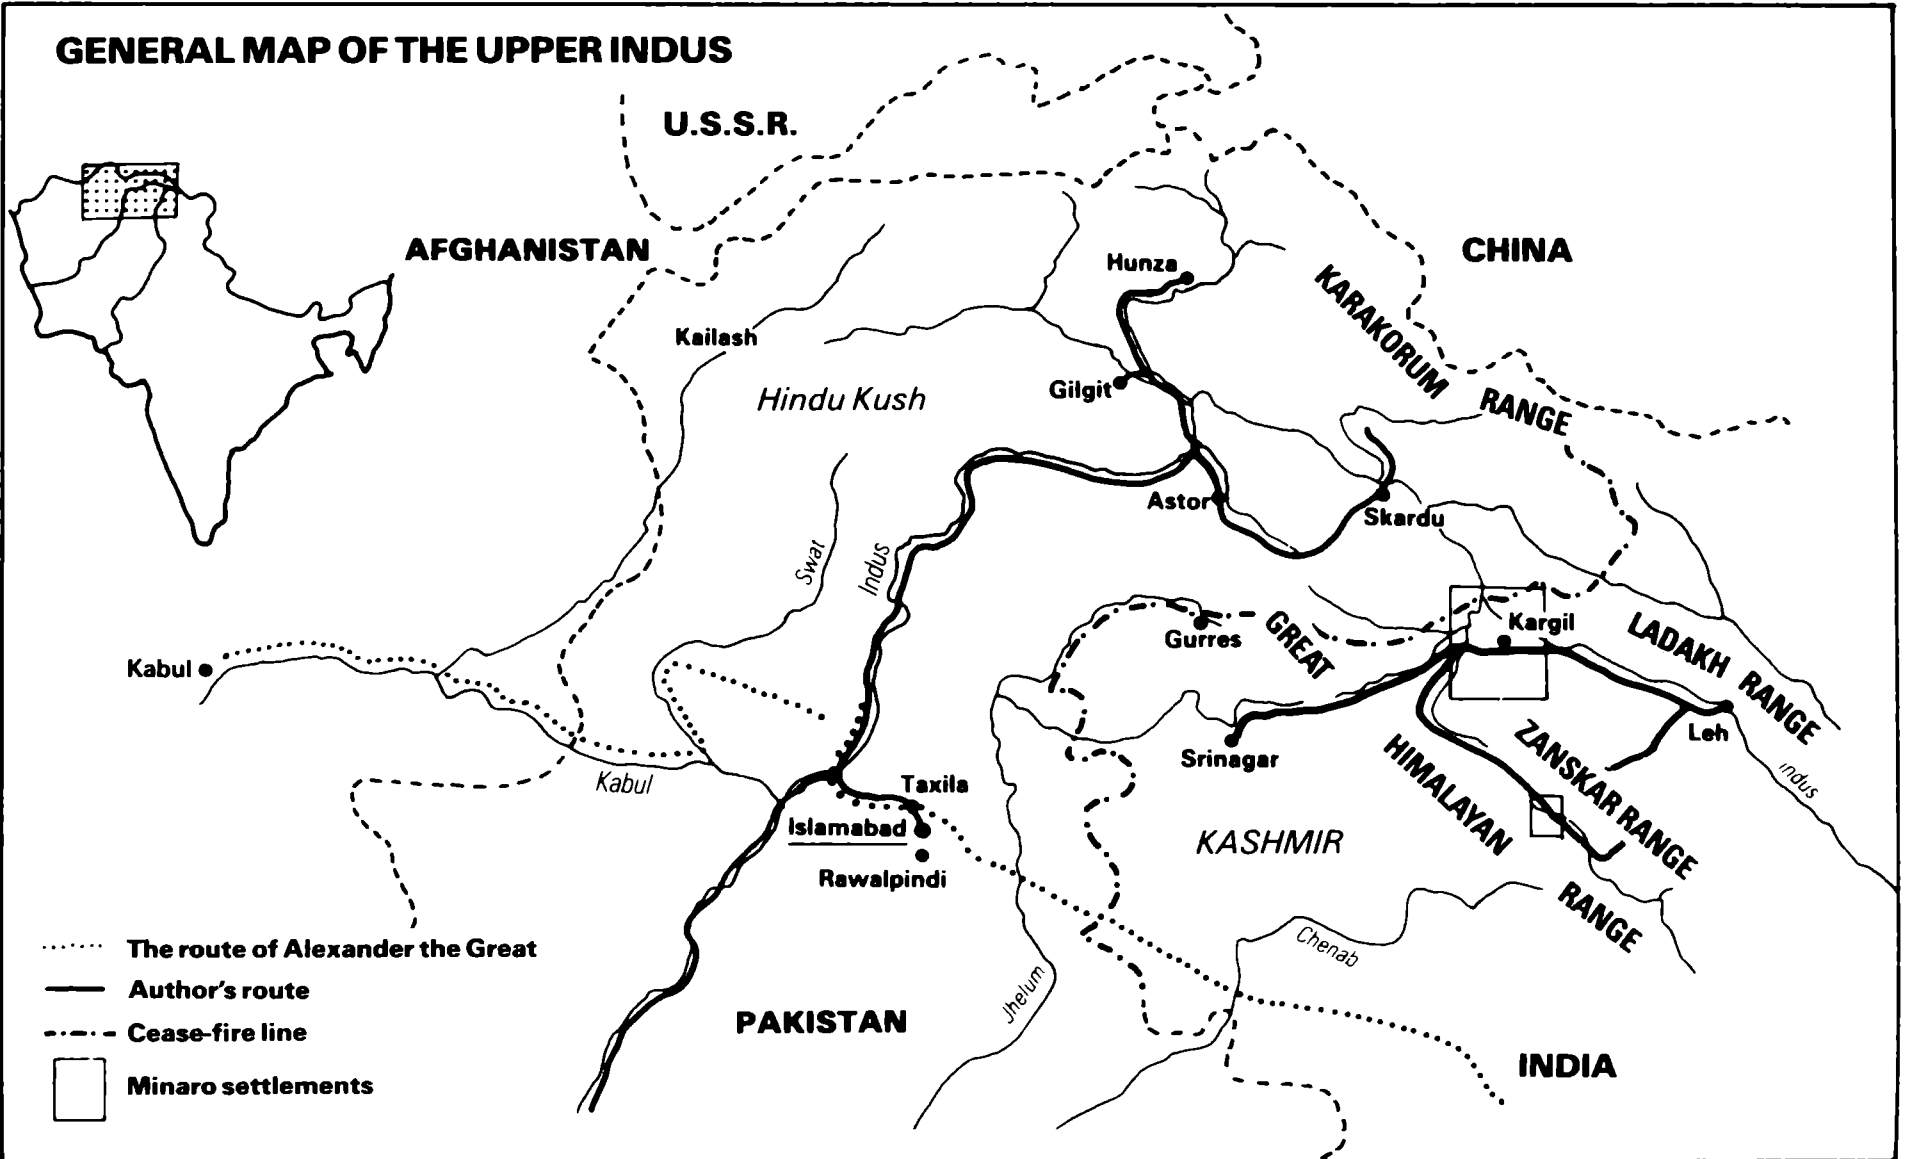 GENERAL MAP OF THE UPPER INDUS
U.S.S.R.
AFGHANISTAN
CHINA
Hunza
KARAKORUM
RANGE
Kailash
Hindu Kush
Gilgit
Astor
Skardu
Swat
Indus
Gurres
GREAT
Kargil
LADAKH RANGE
Kabul
Leh
Srinagar
HIMALAYAN
ZANSKAR RANGE
Indus
Kabul
Taxila
Islamabad
Rawalpindi
KASHMIR
RANGE
Chenab
Jhelum
PAKISTAN
INDIA
The route of Alexander the Great
Author's route
Cease-fire line
Minaro settlements